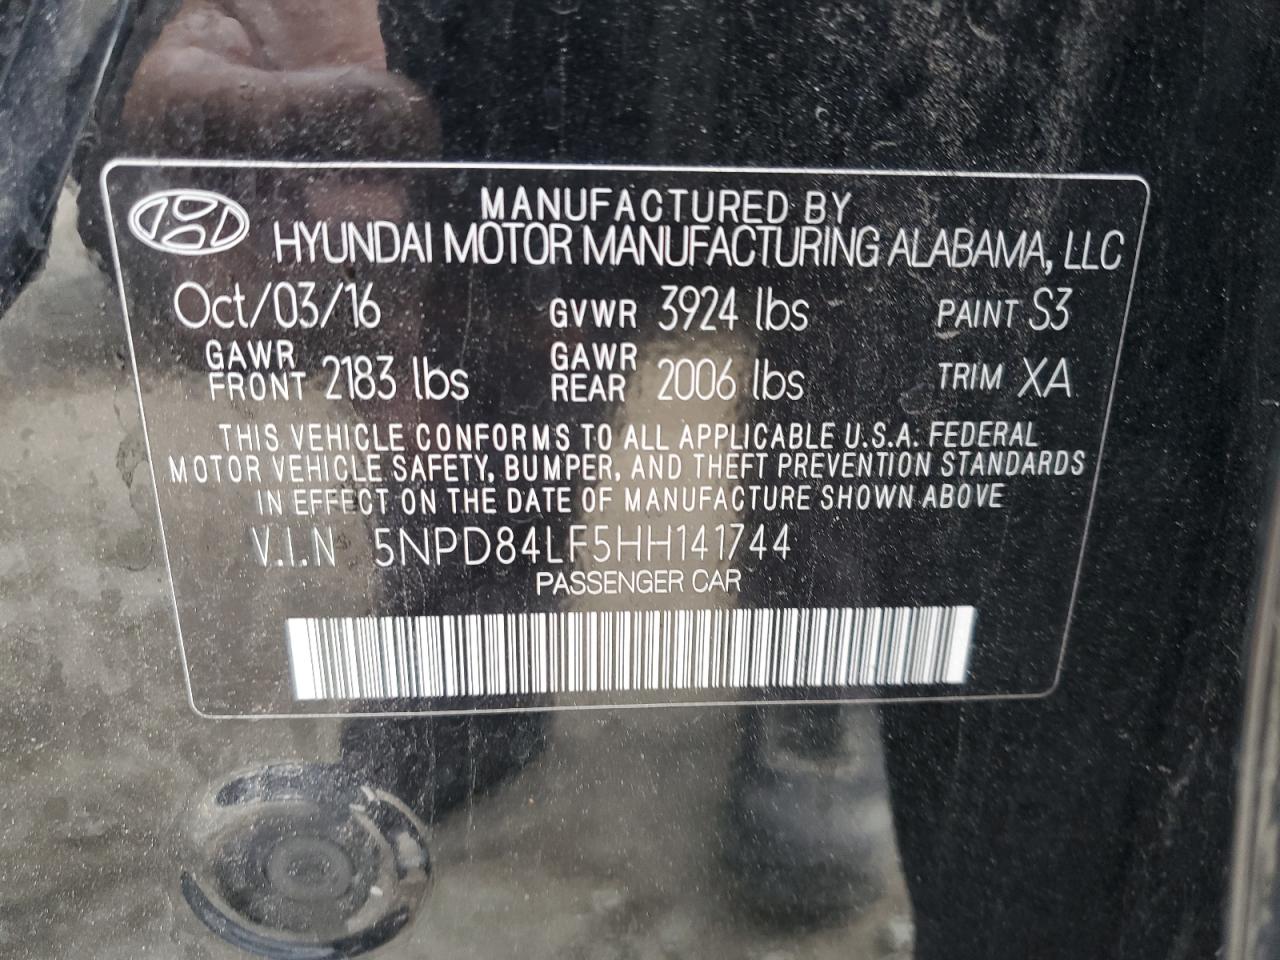 MANUFACTURED BY
HYUNDAI MOTOR MANUFACTURING ALABAMA, LLC
Oct/03/16 GVWR 3924 lbs PAINT S3
GAWR FRONT 2183 lbs GAWR REAR 2006 lbs TRIM XA
THIS VEHICLE CONFORMS TO ALL APPLICABLE U.S.A. FEDERAL
MOTOR VEHICLE SAFETY, BUMPER, AND THEFT PREVENTION STANDARDS
IN EFFECT ON THE DATE OF MANUFACTURE SHOWN ABOVE
V.I.N 5NPD84LF5HH141744
PASSENGER CAR